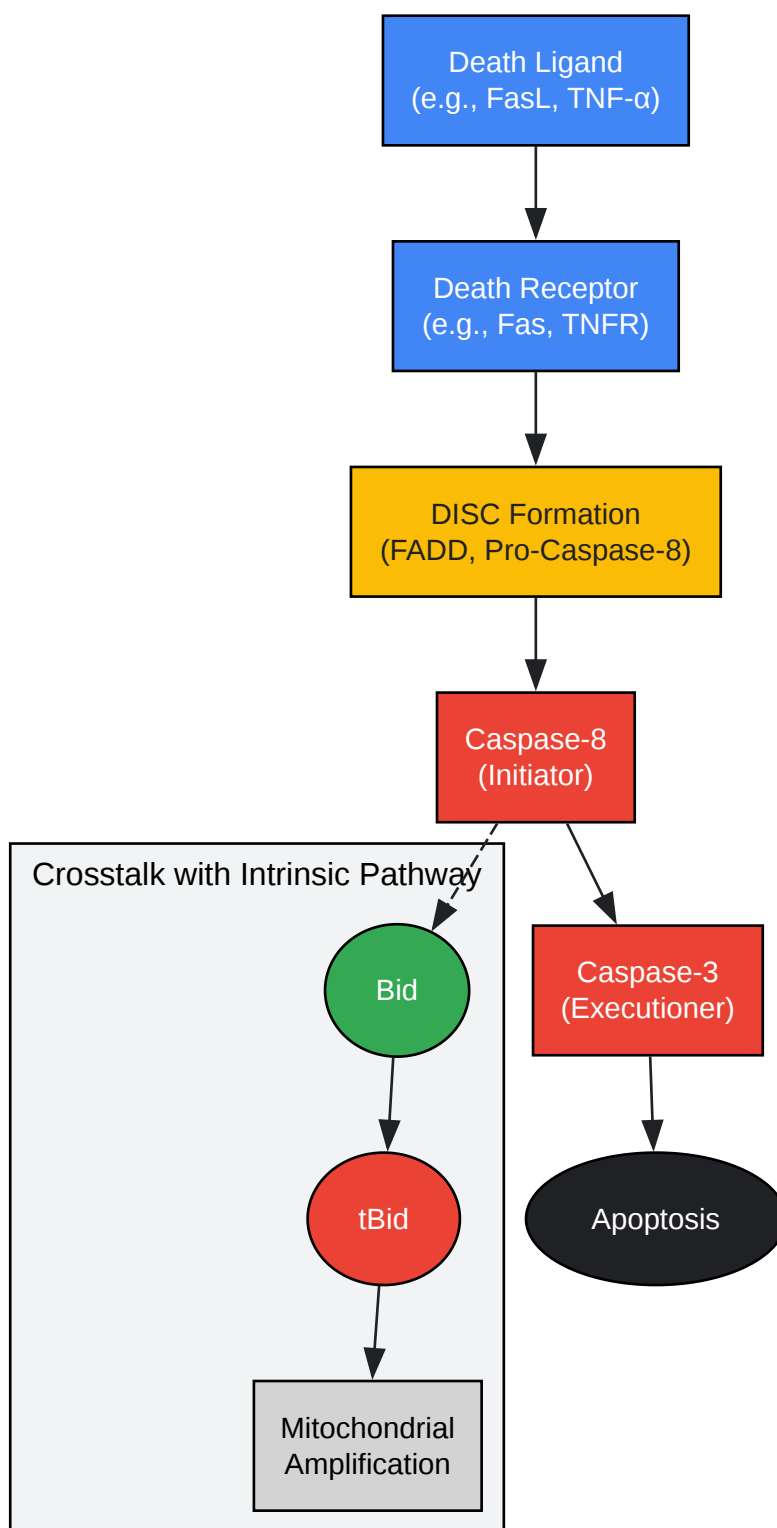 Death Ligand
(e.g., FasL, TNF-α)
Death Receptor
(e.g., Fas, TNFR)
DISC Formation
(FADD, Pro-Caspase-8)
Caspase-8
(Initiator)
Crosstalk with Intrinsic Pathway
Bid
Caspase-3
(Executioner)
tBid
Apoptosis
Mitochondrial
Amplification